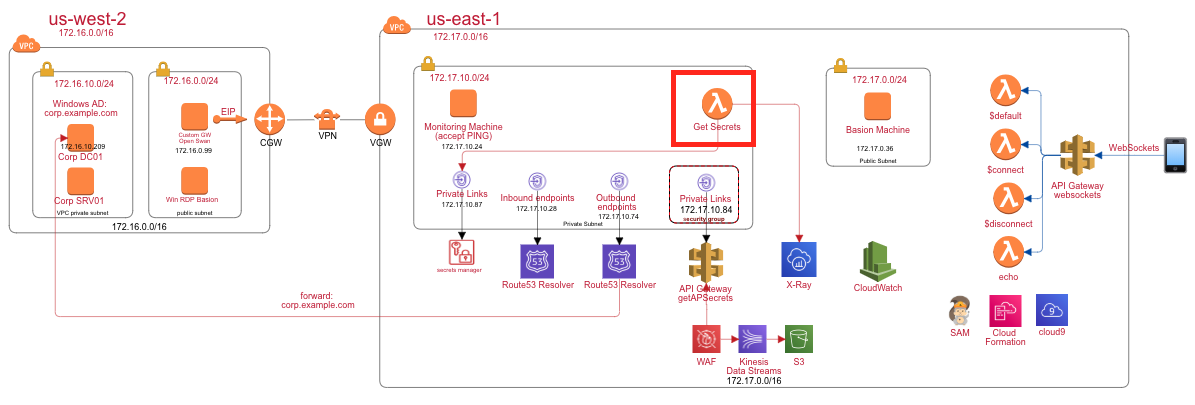 us-west-2
172.16.0.0/16
VPC
172.16.10.0/24
Windows AD:
corp.example.com
172.16.10.209
Corp DC01
Corp SRV01
VPC private subnet
172.16.0.0/24
Custom GW
Open Swan
172.16.0.99
Win RDP Basion
public subnet
172.16.0.0/16
EIP
CGW
VPN
VGW
us-east-1
172.17.0.0/16
VPC
172.17.10.0/24
Monitoring Machine
(accept PING)
172.17.10.24
Get Secrets
Private Links
172.17.10.87
Inbound endpoints
172.17.10.28
Outbound
endpoints
172.17.10.74
Private Links
172.17.10.84
security group
Private Subnet
secrets manager
53
Route53 Resolver
53
Route53 Resolver
API Gateway
getAPSecrets
X-Ray
CloudWatch
forward:
corp.example.com
WAF
Kinesis
Data Streams
S3
172.17.0.0/16
172.17.0.0/24
Basion Machine
172.17.0.36
Public Subnet
$default
$connect
$disconnect
echo
API Gateway
websockets
WebSockets
SAM
Cloud
Formation
9
cloud9